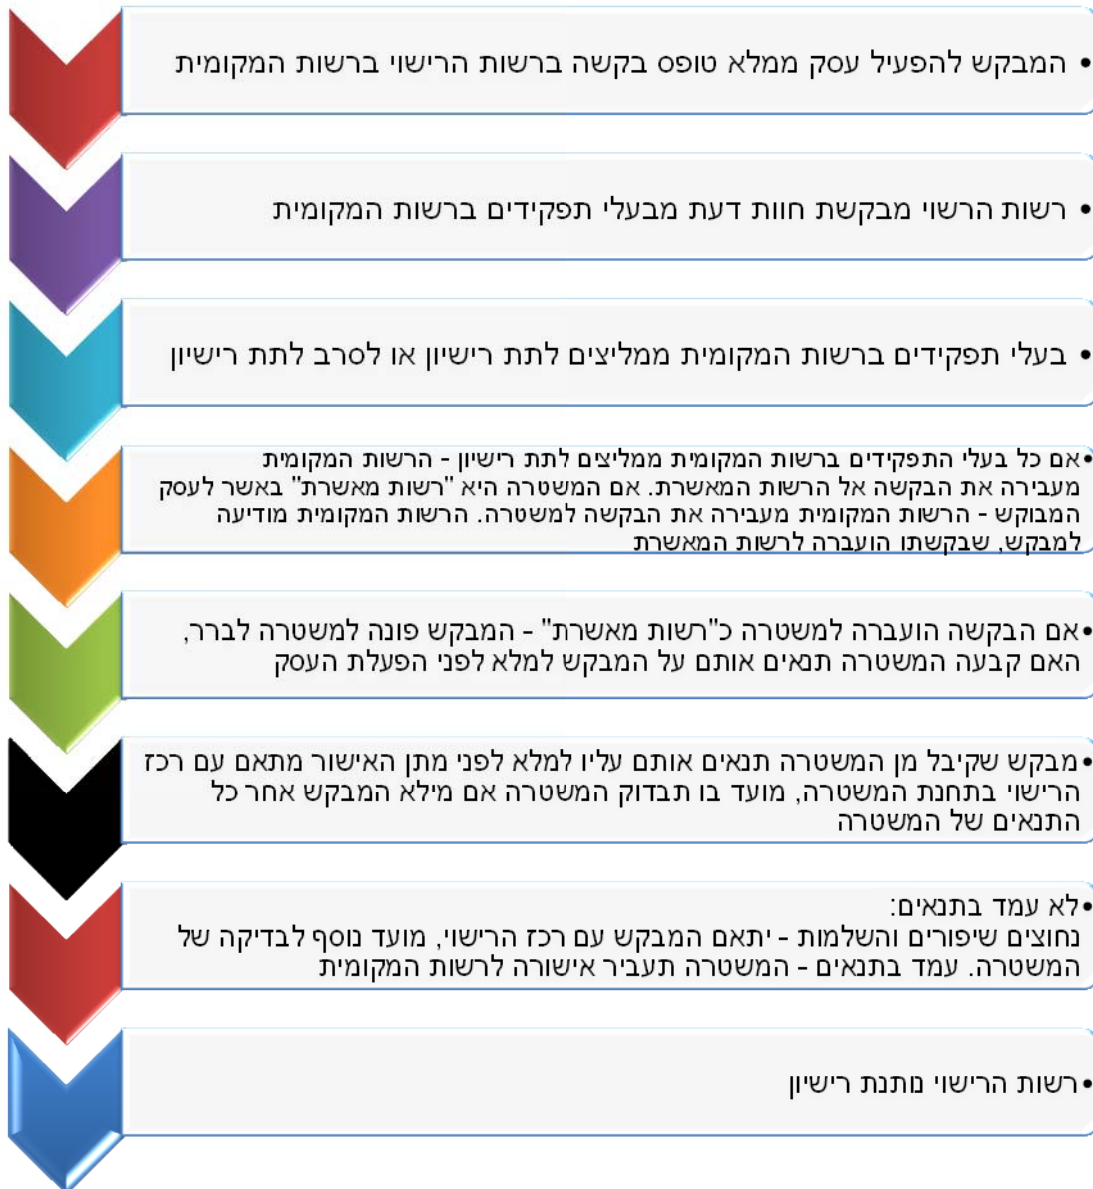 • המבקש להפעיל עסק ממלא טופס בקשה ברשות הרישוי ברשות המקומית
• רשות הרשוי מבקשת חוות דעת מבעלי תפקידים ברשות המקומית
• בעלי תפקידים ברשות המקומית ממליצים לתת רישיון או לסרב לתת רישיון
•אם כל בעלי התפקידים ברשות המקומית ממליצים לתת רישיון - הרשות המקומית
מעבירה את הבקשה אל הרשות המאשרת. אם המשטרה היא "רשות מאשרת" באשר לעסק
המבוקש - הרשות המקומית מעבירה את הבקשה למשטרה. הרשות המקומית מודיעה
למבקש, שבקשתו הועברה לרשות המאשרת
•אם הבקשה הועברה למשטרה כ"רשות מאשרת" - המבקש פונה למשטרה לברר,
האם קבעה המשטרה תנאים אותם על המבקש למלא לפני הפעלת העסק
•מבקש שקיבל מן המשטרה תנאים אותם עליו למלא לפני מתן האישור מתאם עם רכז
הרישוי בתחנת המשטרה, מועד בו תבדוק המשטרה אם מילא המבקש אחר כל
התנאים של המשטרה
•לא עמד בתנאים:
נחוצים שיפורים והשלמות - יתאם המבקש עם רכז הרישוי, מועד נוסף לבדיקה של
המשטרה. עמד בתנאים - המשטרה תעביר אישורה לרשות המקומית
•רשות הרישוי נותנת רישיון